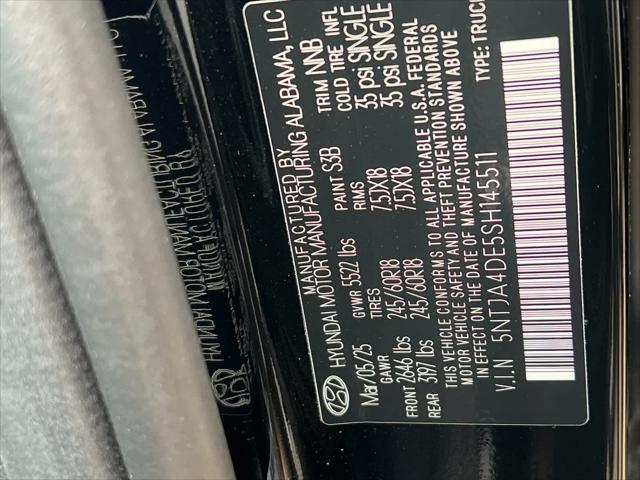 MANUFACTURED BY
HYUNDAI MOTOR MANUFACTURING ALABAMA, LLC
Mar/05/25 GVWR 5522 lbs PAINT S3B TRIM NNB
GAWR TIRES RIMS COLD TIRE INFL
FRONT 2646 lbs 245/60R18 7.5JX18 35 psi SINGLE
REAR 3197 lbs 245/60R18 7.5JX18 35 psi SINGLE
THIS VEHICLE CONFORMS TO ALL APPLICABLE U.S.A. FEDERAL
MOTOR VEHICLE SAFETY AND THEFT PREVENTION STANDARDS
IN EFFECT ON THE DATE OF MANUFACTURE SHOWN ABOVE
V.I.N 5NTJA4DE5SH145511 TYPE: TRUCK